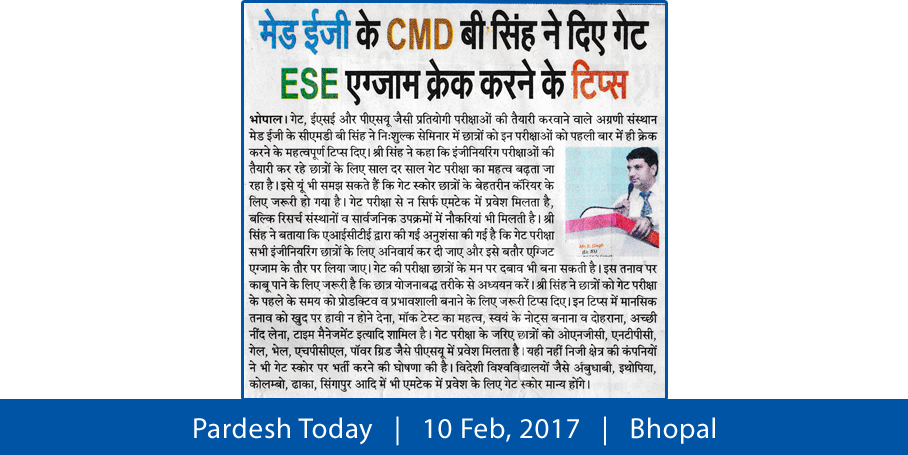 मेड ईजी के CMD बी सिंह ने दिए गेट
ESE एग्जाम क्रेक करने के टिप्स
भोपाल। गेट, ईएसई और पीएसयू जैसी प्रतियोगी परीक्षाओं की तैयारी करवाने वाले अग्रणी संस्थान
मेड ईजी के सीएमडी बी सिंह ने निःशुल्क सेमिनार में छात्रों को इन परीक्षाओं को पहली बार में ही क्रेक
करने के महत्वपूर्ण टिप्स दिए। श्री सिंह ने कहा कि इंजीनियरिंग परीक्षाओं की
तैयारी कर रहे छात्रों के लिए साल दर साल गेट परीक्षा का महत्व बढ़ता जा
रहा है। इसे यूं भी समझ सकते हैं कि गेट स्कोर छात्रों के बेहतरीन कॅरियर के
लिए जरूरी हो गया है। गेट परीक्षा से न सिर्फ एमटेक में प्रवेश मिलता है,
बल्कि रिसर्च संस्थानों व सार्वजनिक उपक्रमों में नौकरियां भी मिलती है। श्री
सिंह ने बताया कि एआईसीटीई द्वारा की गई अनुशंसा की गई है कि गेट परीक्षा
सभी इंजीनियरिंग छात्रों के लिए अनिवार्य कर दी जाए और इसे बतौर एग्जिट
एग्जाम के तौर पर लिया जाए। गेट की परीक्षा छात्रों के मन पर दबाव भी बना सकती है। इस तनाव पर
काबू पाने के लिए जरूरी है कि छात्र योजनाबद्ध तरीके से अध्ययन करें। श्री सिंह ने छात्रों को गेट परीक्षा
के पहले के समय को प्रोडक्टिव व प्रभावशाली बनाने के लिए जरूरी टिप्स दिए। इन टिप्स में मानसिक
तनाव को खुद पर हावी न होने देना, मॉक टेस्ट का महत्व, स्वयं के नोट्स बनाना व दोहराना, अच्छी
नींद लेना, टाइम मैनेजमेंट इत्यादि शामिल है। गेट परीक्षा के जरिए छात्रों को ओएनजीसी, एनटीपीसी,
गेल, भेल, एचपीसीएल, पॉवर ग्रिड जैसे पीएसयू में प्रवेश मिलता है। यही नहीं निजी क्षेत्र की कंपनियों
ने भी गेट स्कोर पर भर्ती करने की घोषणा की है। विदेशी विश्वविद्यालयों जैसे अंबुधाबी, इथोपिया,
कोलम्बो, ढाका, सिंगापुर आदि में भी एमटेक में प्रवेश के लिए गेट स्कोर मान्य होंगे।
Mr. B. Singh
Pardesh Today | 10 Feb, 2017 | Bhopal